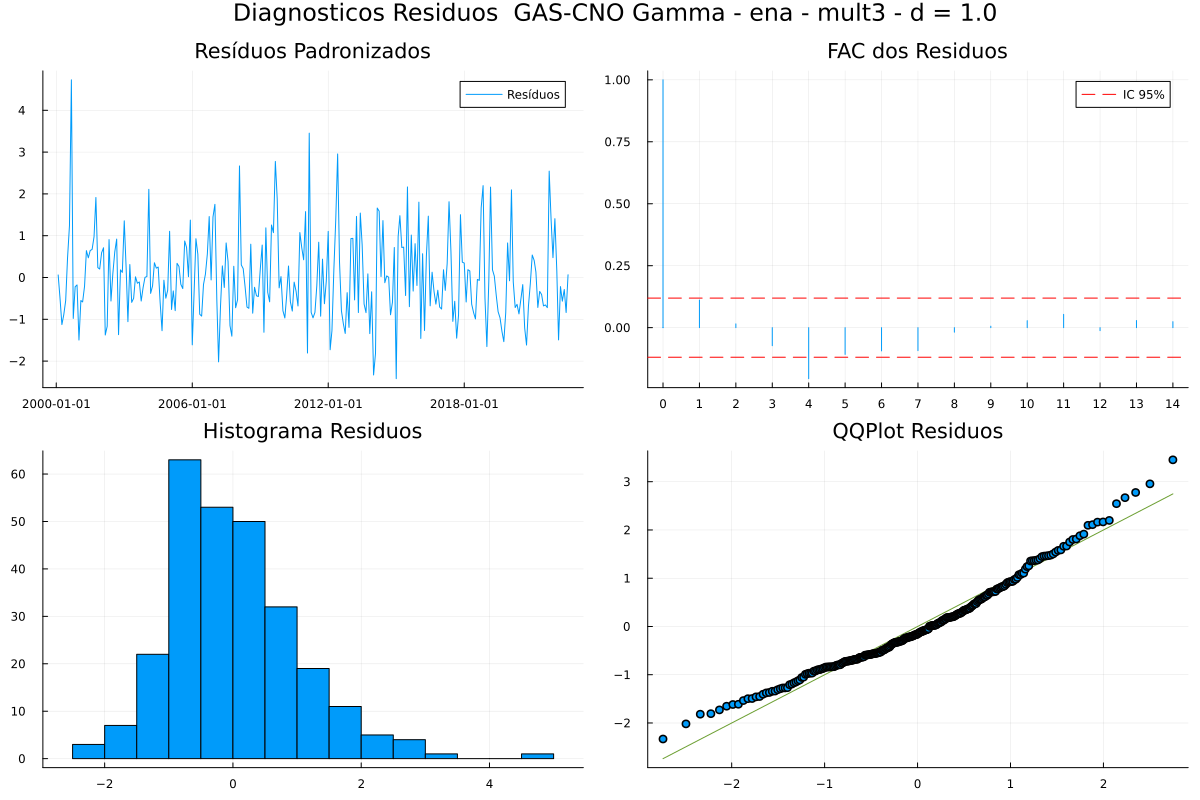 Diagnosticos Residuos  GAS-CNO Gamma - ena - mult3 - d = 1.0
Resíduos Padronizados
Resíduos
4
3
2
1
0
−1
−2
2000-01-01 2006-01-01 2012-01-01 2018-01-01
FAC dos Residuos
IC 95%
1.00
0.75
0.50
0.25
0.00
0 1 2 3 4 5 6 7 8 9 10 11 12 13 14
Histograma Residuos
60
50
40
30
20
10
0
−2 0 2 4
QQPlot Residuos
3
2
1
0
−1
−2
−2 −1 0 1 2